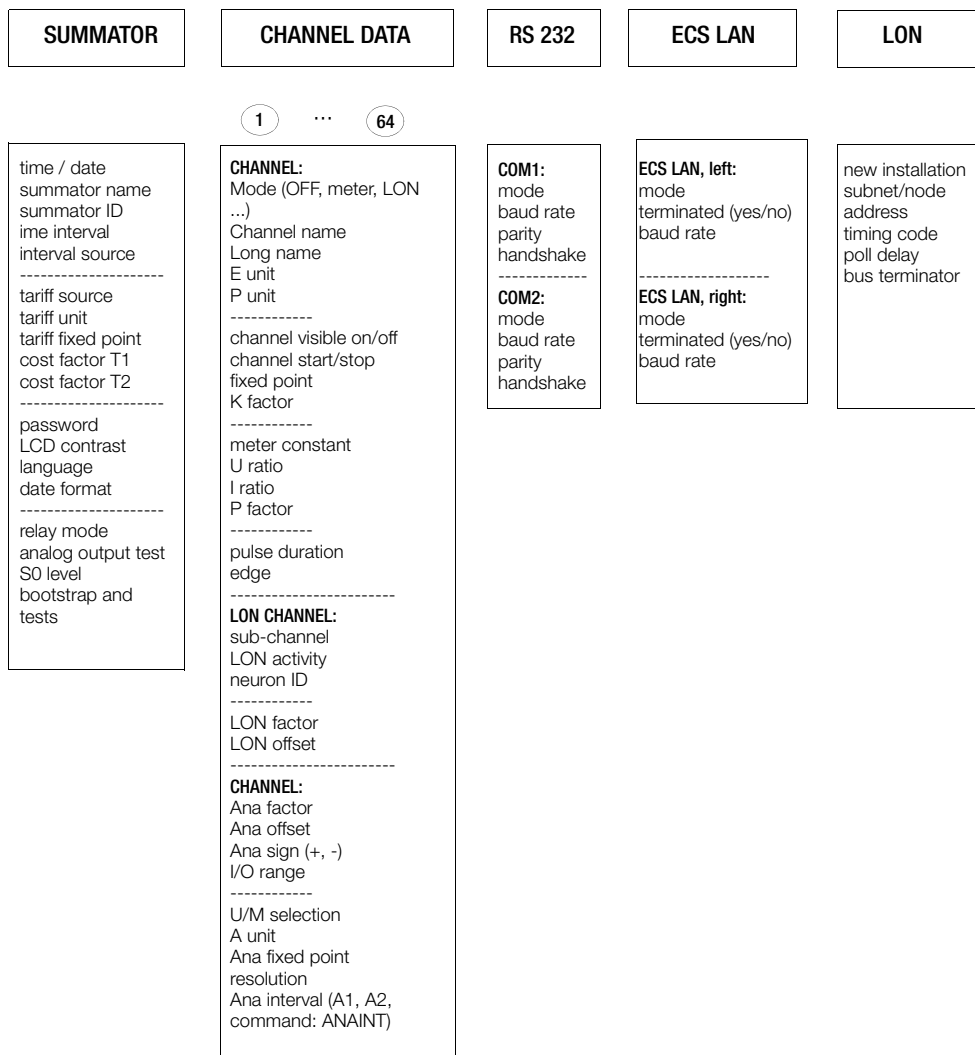 SUMMATOR
CHANNEL DATA
RS 232
ECS LAN
LON
1 ... 64
time / date
summator name
summator ID
ime interval
interval source
---------------------
tariff source
tariff unit
tariff fixed point
cost factor T1
cost factor T2
---------------------
password
LCD contrast
language
date format
---------------------
relay mode
analog output test
S0 level
bootstrap and
tests
CHANNEL:
Mode (OFF, meter, LON
...)
Channel name
Long name
E unit
P unit
------------
channel visible on/off
channel start/stop
fixed point
K factor
------------
meter constant
U ratio
I ratio
P factor
------------
pulse duration
edge
------------------------
LON CHANNEL:
sub-channel
LON activity
neuron ID
------------
LON factor
LON offset
------------------------
CHANNEL:
Ana factor
Ana offset
Ana sign (+, -)
I/O range
------------
U/M selection
A unit
Ana fixed point
resolution
Ana interval (A1, A2,
command: ANAINT)
COM1:
mode
baud rate
parity
handshake
-------------
COM2:
mode
baud rate
parity
handshake
ECS LAN, left:
mode
terminated (yes/no)
baud rate
-------------------
ECS LAN, right:
mode
terminated (yes/no)
baud rate
new installation
subnet/node
address
timing code
poll delay
bus terminator